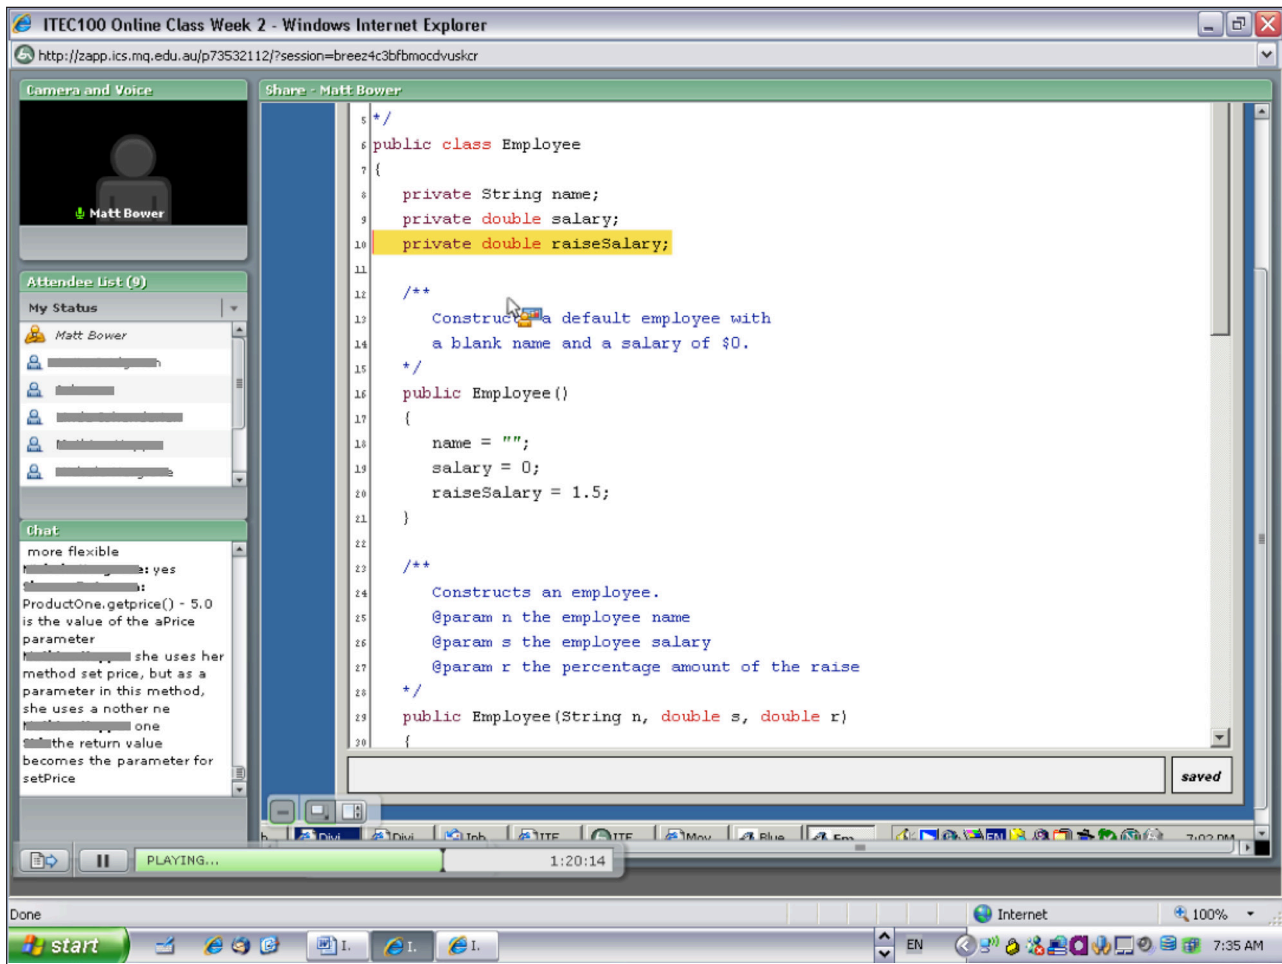 ITEC100 Online Class Week 2 - Windows Internet Explorer
http://zapp.ics.mq.edu.au/p73532112/?session=breez4c3bfbmocdvuskcr
Camera and Voice
Matt Bower
Attendee List (9)
My Status
Matt Bower
Chat
more flexible
: yes
ProductOne.getprice() - 5.0
is the value of the aPrice
parameter
she uses her
method set price, but as a
parameter in this method,
she uses a nother ne
one
the return value
becomes the parameter for
setPrice
Share - Matt Bower
5 */
6 public class Employee
7 {
8 private String name;
9 private double salary;
10 private double raiseSalary;
11
12 /**
13 Constructs a default employee with
14 a blank name and a salary of $0.
15 */
16 public Employee()
17 {
18 name = "";
19 salary = 0;
20 raiseSalary = 1.5;
21 }
22
23 /**
24 Constructs an employee.
25 @param n the employee name
26 @param s the employee salary
27 @param r the percentage amount of the raise
28 */
29 public Employee(String n, double s, double r)
30 {
saved
PLAYING...
1:20:14
Done
Internet
100%
start
I.
I.
I.
EN
7:35 AM